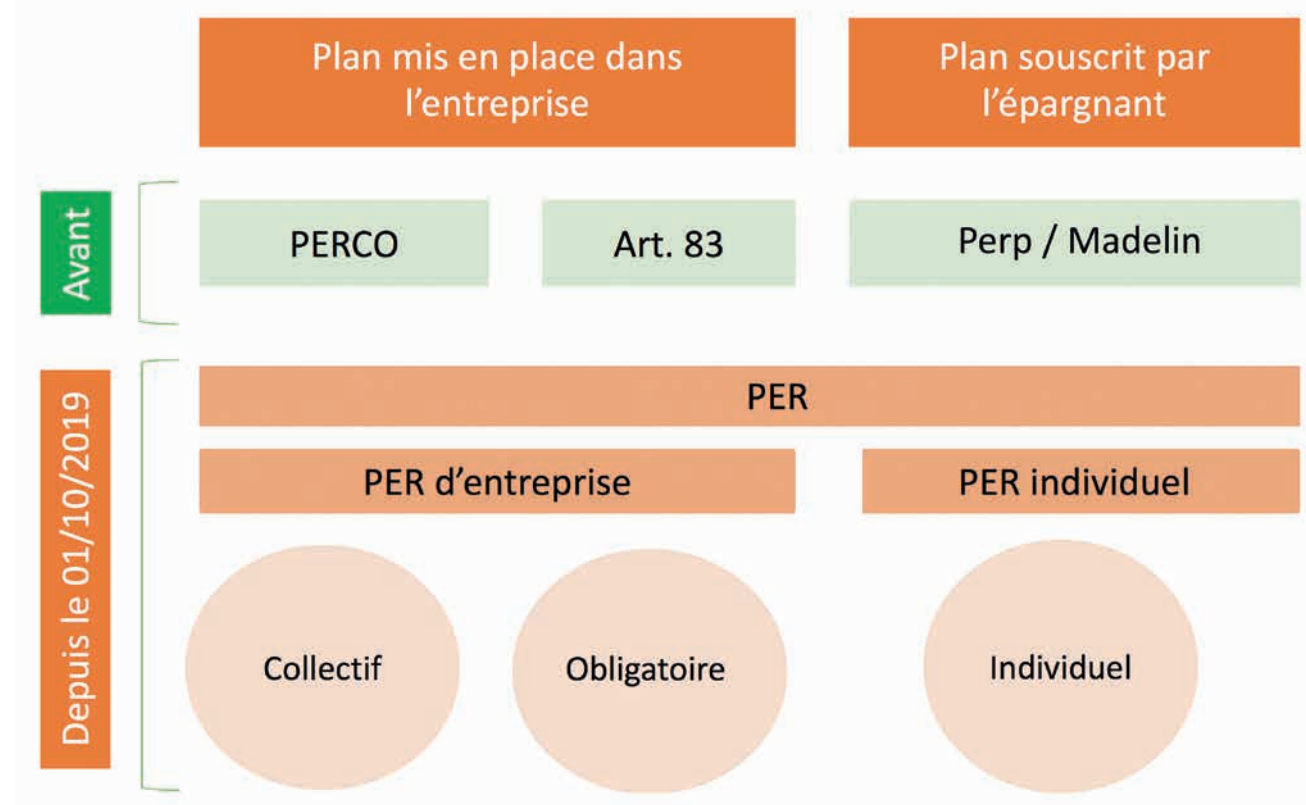 Plan mis en place dans
l’entreprise
Plan souscrit par
l’épargnant
Avant
PERCO
Art. 83
Perp / Madelin
Depuis le 01/10/2019
PER
PER d’entreprise
PER individuel
Collectif
Obligatoire
Individuel